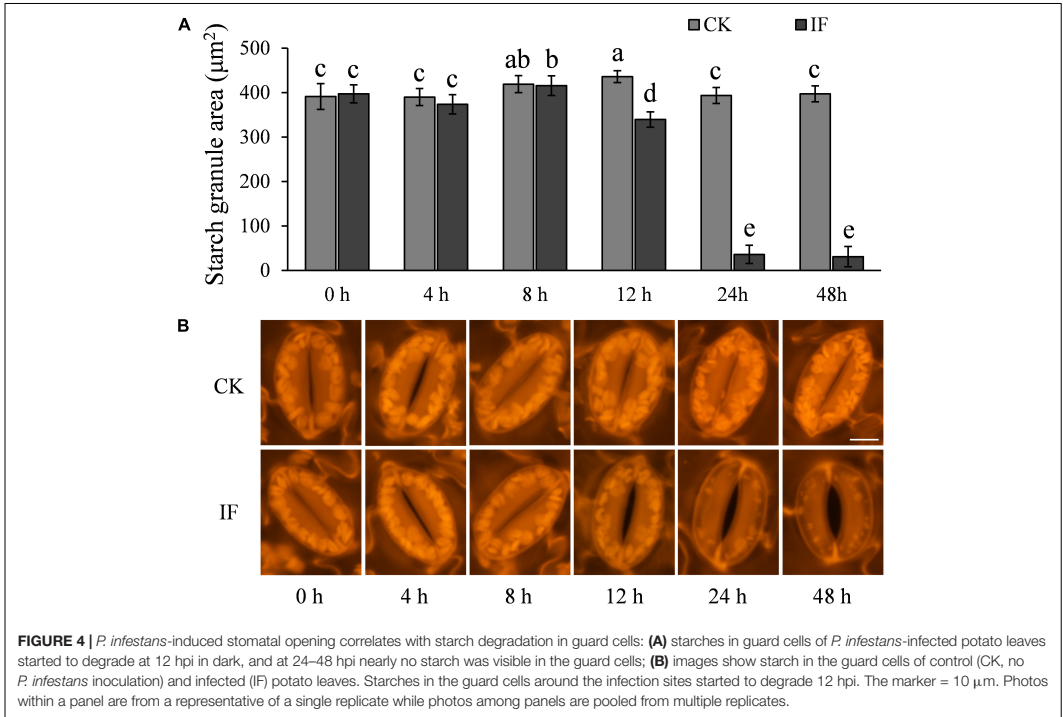 A
CK IF
Starch granule area (μm²)
500
400
300
200
100
0
c c c c ab b a d c e c e
0 h 4 h 8 h 12 h 24h 48h
B
CK
IF
0 h 4 h 8 h 12 h 24 h 48 h
FIGURE 4 | P. infestans-induced stomatal opening correlates with starch degradation in guard cells: (A) starches in guard cells of P. infestans-infected potato leaves
started to degrade at 12 hpi in dark, and at 24–48 hpi nearly no starch was visible in the guard cells; (B) images show starch in the guard cells of control (CK, no
P. infestans inoculation) and infected (IF) potato leaves. Starches in the guard cells around the infection sites started to degrade 12 hpi. The marker = 10 μm. Photos
within a panel are from a representative of a single replicate while photos among panels are pooled from multiple replicates.